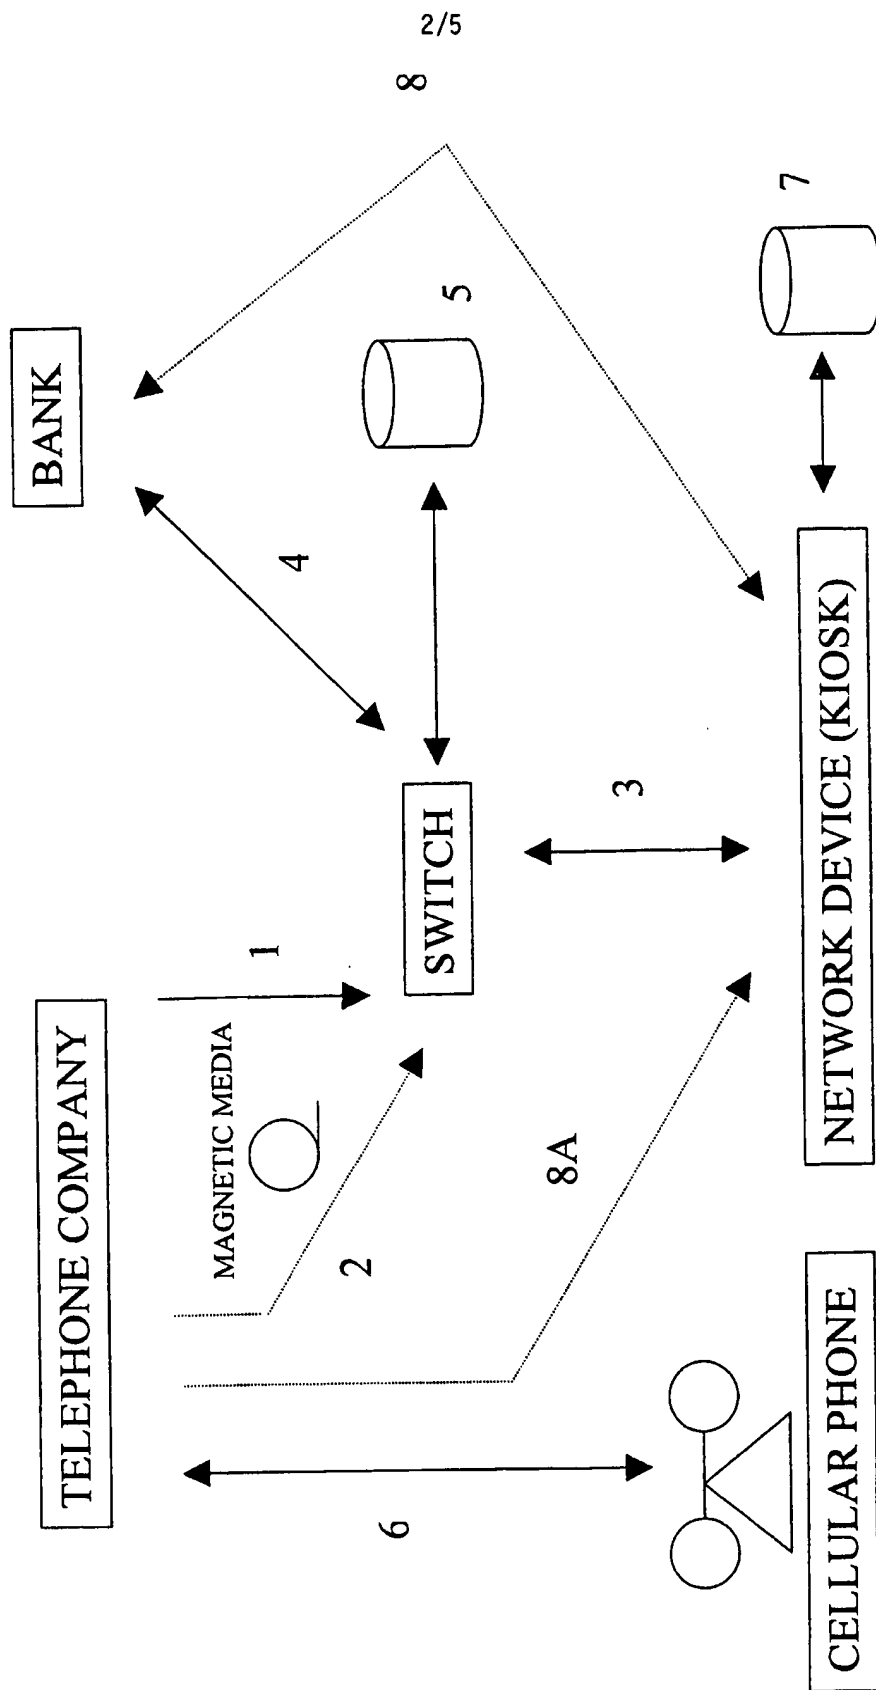 2/5
TELEPHONE COMPANY
BANK
MAGNETIC MEDIA
1
2
4
5
8
SWITCH
6
8A
3
7
CELLULAR PHONE
NETWORK DEVICE (KIOSK)